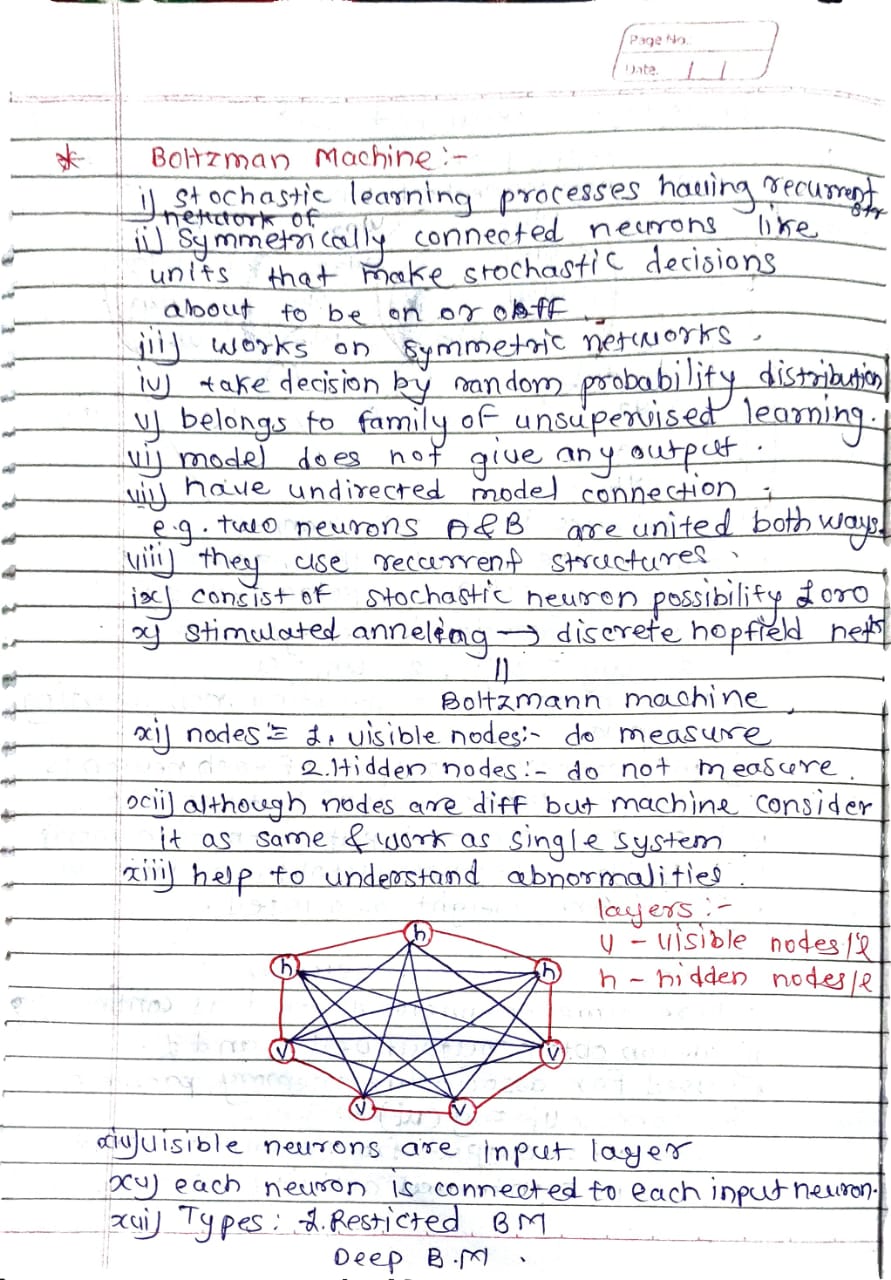 Page No.
Date.
* Boltzman Machine :-
i) Stochastic learning processes having recurrent str
network of
ii) Symmetrically connected neurons like
units that make stochastic decisions
about to be on or off
iii) works on symmetric networks.
iv) take decision by random probability distribution
v) belongs to family of unsupervised learning.
vi) model does not give any output.
vii) have undirected model connection;
e.g. two neurons A & B are united both ways.
viii) they use recurrent structures.
ix) consist of stochastic neuron possibility 1 or 0
x) stimulated anneling → discrete hopfield nets
||
Boltzmann machine
xi) nodes := 1. visible nodes:- do measure
2. Hidden nodes:- do not measure.
xii) although nodes are diff but machine consider
it as same & work as single system
xiii) help to understand abnormalities.
layers :-
v - visible nodes/l
h - hidden nodes/l
h
h
h
v
v
v
v
xiv) visible neurons are input layer
xv) each neuron is connected to each input neuron.
xvi) Types: 1. Resticted BM
Deep B.M.